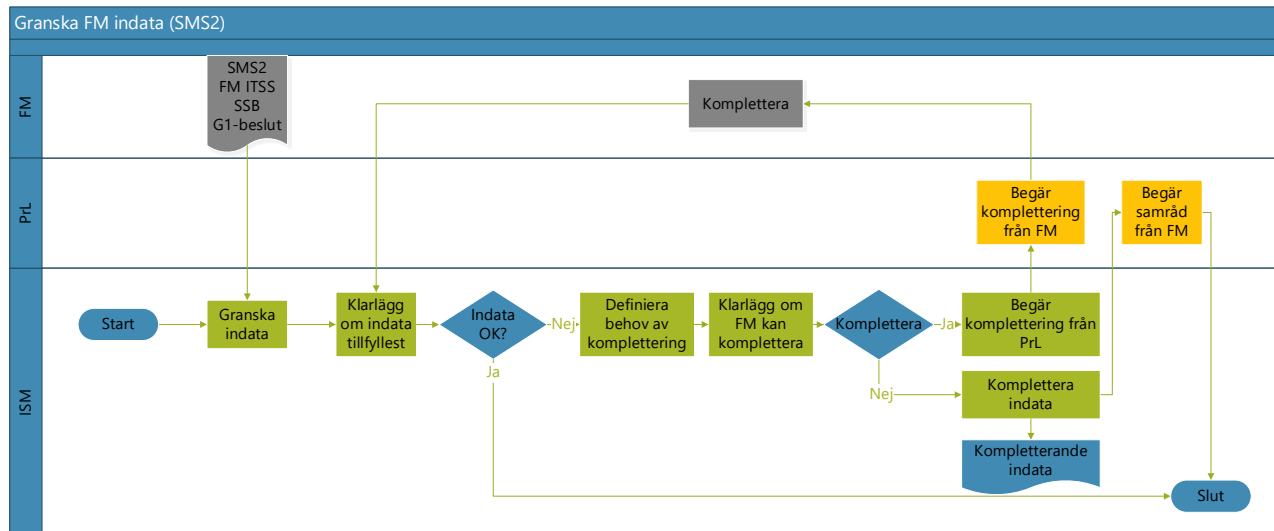 Granska FM indata (SMS2)
FM
SMS2
FM ITSS
SSB
G1-beslut
Komplettera
PrL
Begär
komplettering
från FM
Begär
samråd
från FM
ISM
Start
Granska
indata
Klarlägg
om indata
tillfyllest
Indata
OK?
Nej
Ja
Definiera
behov av
komplettering
Klarlägg om
FM kan
komplettera
Komplettera
Ja
Nej
Begär
komplettering från
PrL
Komplettera
indata
Kompletterande
indata
Slut